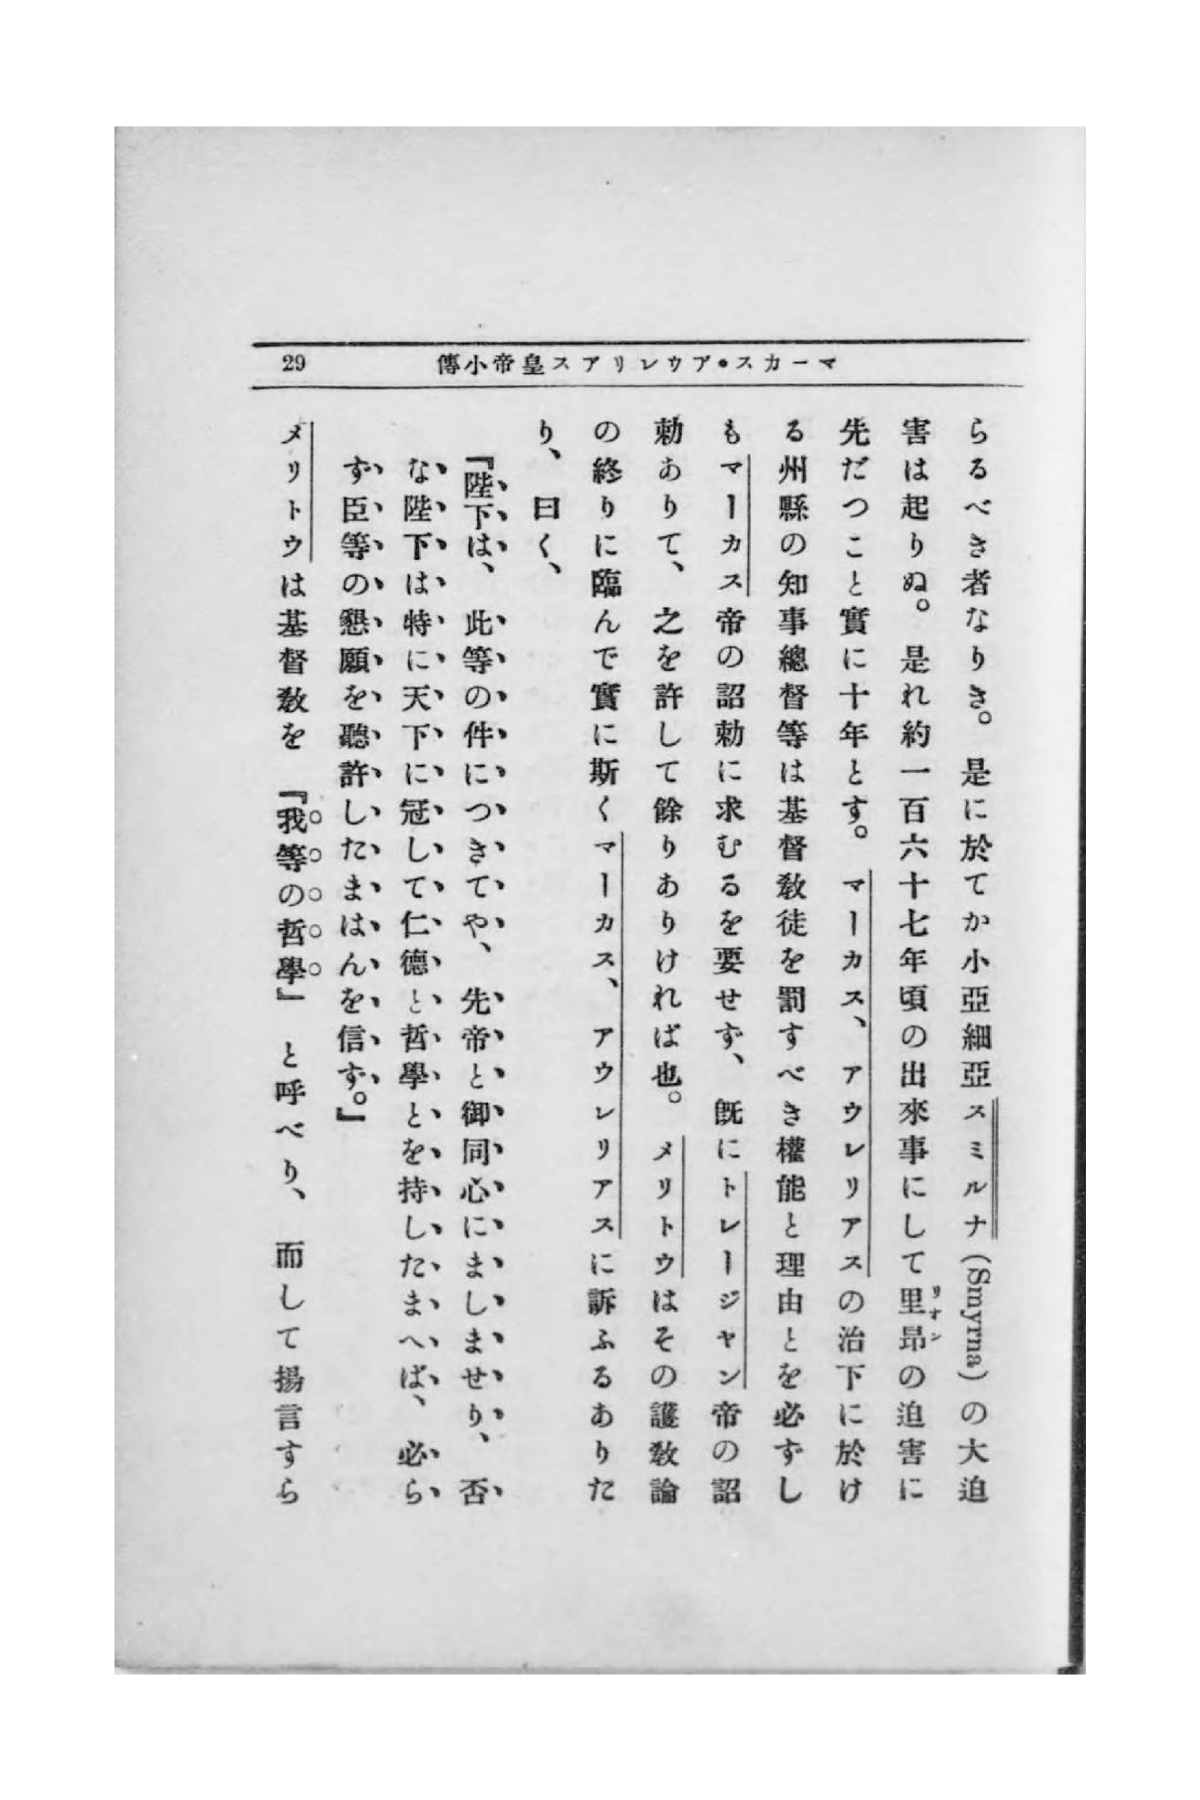 マーカス・アウレリアス皇帝小傳
29
らるべき者なりき。是に於てか小亞細亞スミルナ(Smyrna)の大迫
害は起りぬ。是れ約一百六十七年頃の出來事にして里昂の迫害に
リオン
先だつこと實に十年とす。マーカス、アウレリアスの治下に於け
る州縣の知事總督等は基督敎徒を罰すべき權能と理由とを必ずし
もマーカス帝の詔勅に求むるを要せず、旣にトレージャン帝の詔
勅ありて、之を許して餘りありければ也。メリトウはその護敎論
の終りに臨んで實に斯くマーカス、アウレリアスに訴ふるありた
り、曰く、
『陛下は、此等の件につきてや、先帝と御同心にましませり、否
な陛下は特に天下に冠して仁德と哲學とを持したまへば、必ら
ず臣等の懇願を聽許したまはんを信ず。』
メリトウは基督敎を『我等の哲學』と呼べり、而して揚言すら